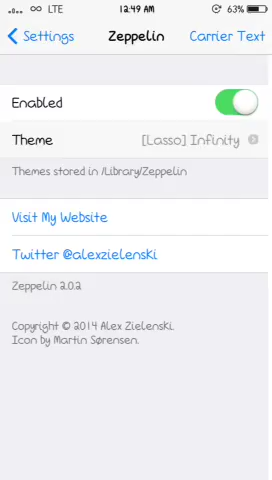 LTE 12:49 AM 63%
Settings Zeppelin Carrier Text
Enabled
Theme [Lasso] Infinity
Themes stored in /Library/Zeppelin
Visit My Website
Twitter @alexzielenski
Zeppelin 2.0.2
Copyright © 2014 Alex Zielenski.
Icon by Martin Sørensen.